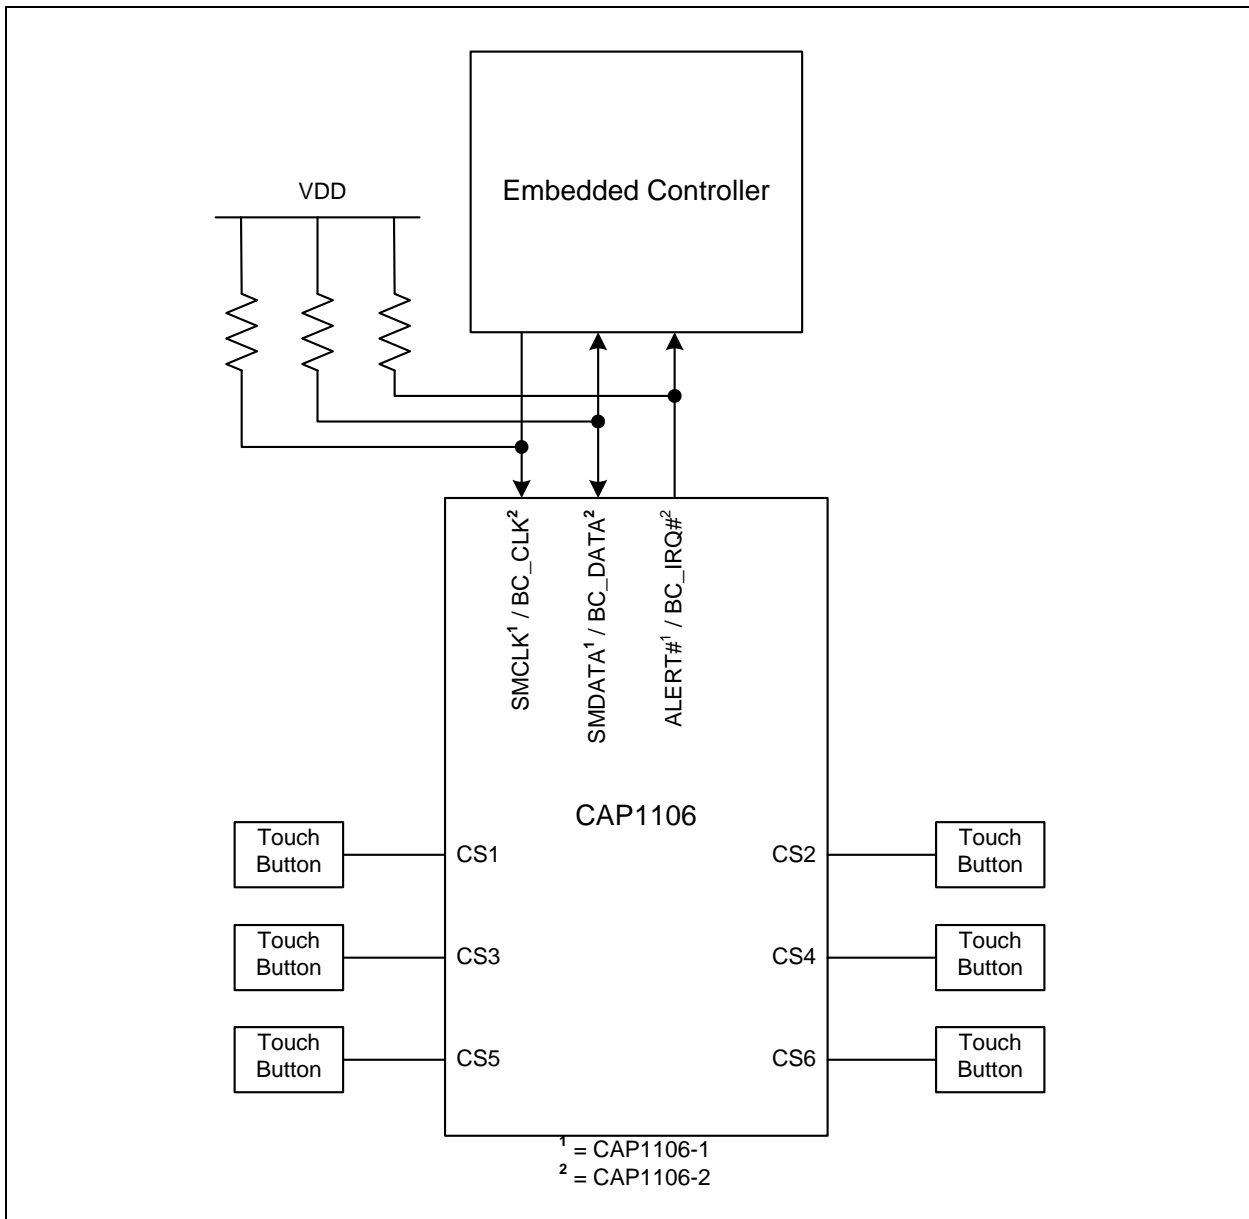 Embedded Controller
VDD
SMCLK¹ / BC_CLK²
SMDATA¹ / BC_DATA²
ALERT#¹ / BC_IRQ#²
CAP1106
Touch
Button
CS1
CS2
Touch
Button
Touch
Button
CS3
CS4
Touch
Button
Touch
Button
CS5
CS6
Touch
Button
¹ = CAP1106-1
² = CAP1106-2